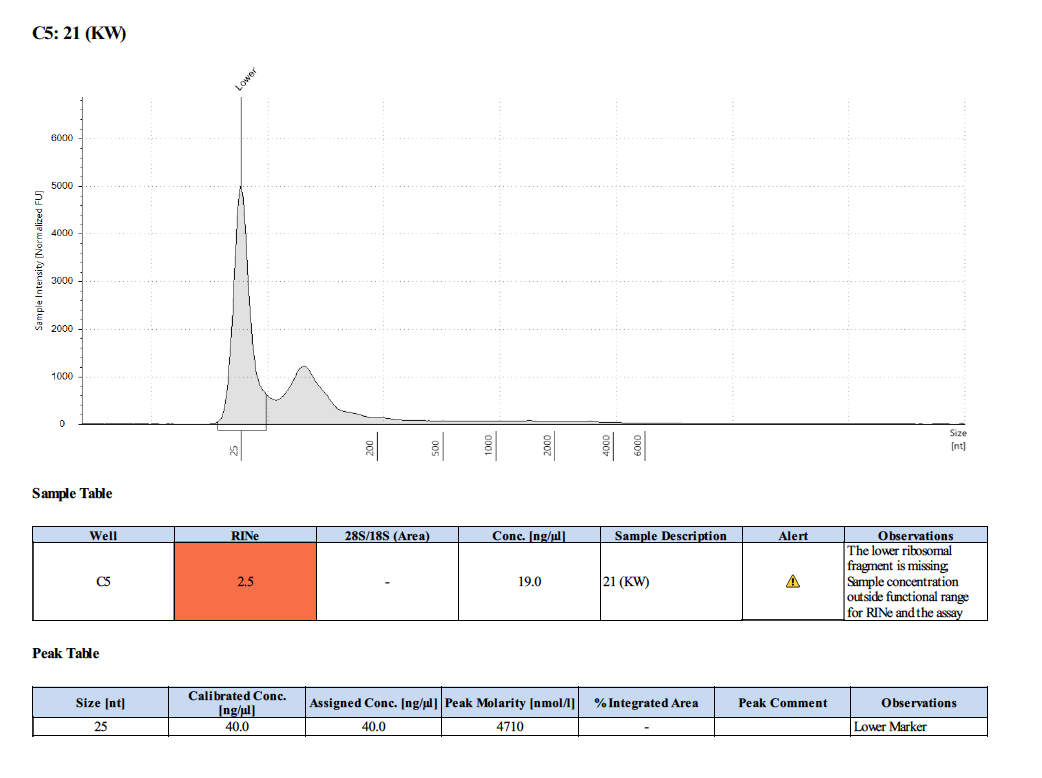 C5: 21 (KW)
Lower
Sample Intensity [Normalized FU]
6000
5000
4000
3000
2000
1000
0
25
200
500
1000
2000
4000
6000
Size
[nt]
Sample Table
Well RINe 28S/18S (Area) Conc. [ng/µl] Sample Description Alert Observations
C5 2.5 - 19.0 21 (KW) The lower ribosomal
fragment is missing;
Sample concentration
outside functional range
for RINe and the assay
Peak Table
Size [nt] Calibrated Conc. [ng/µl] Assigned Conc. [ng/µl] Peak Molarity [nmol/l] % Integrated Area Peak Comment Observations
25 40.0 40.0 4710 - Lower Marker